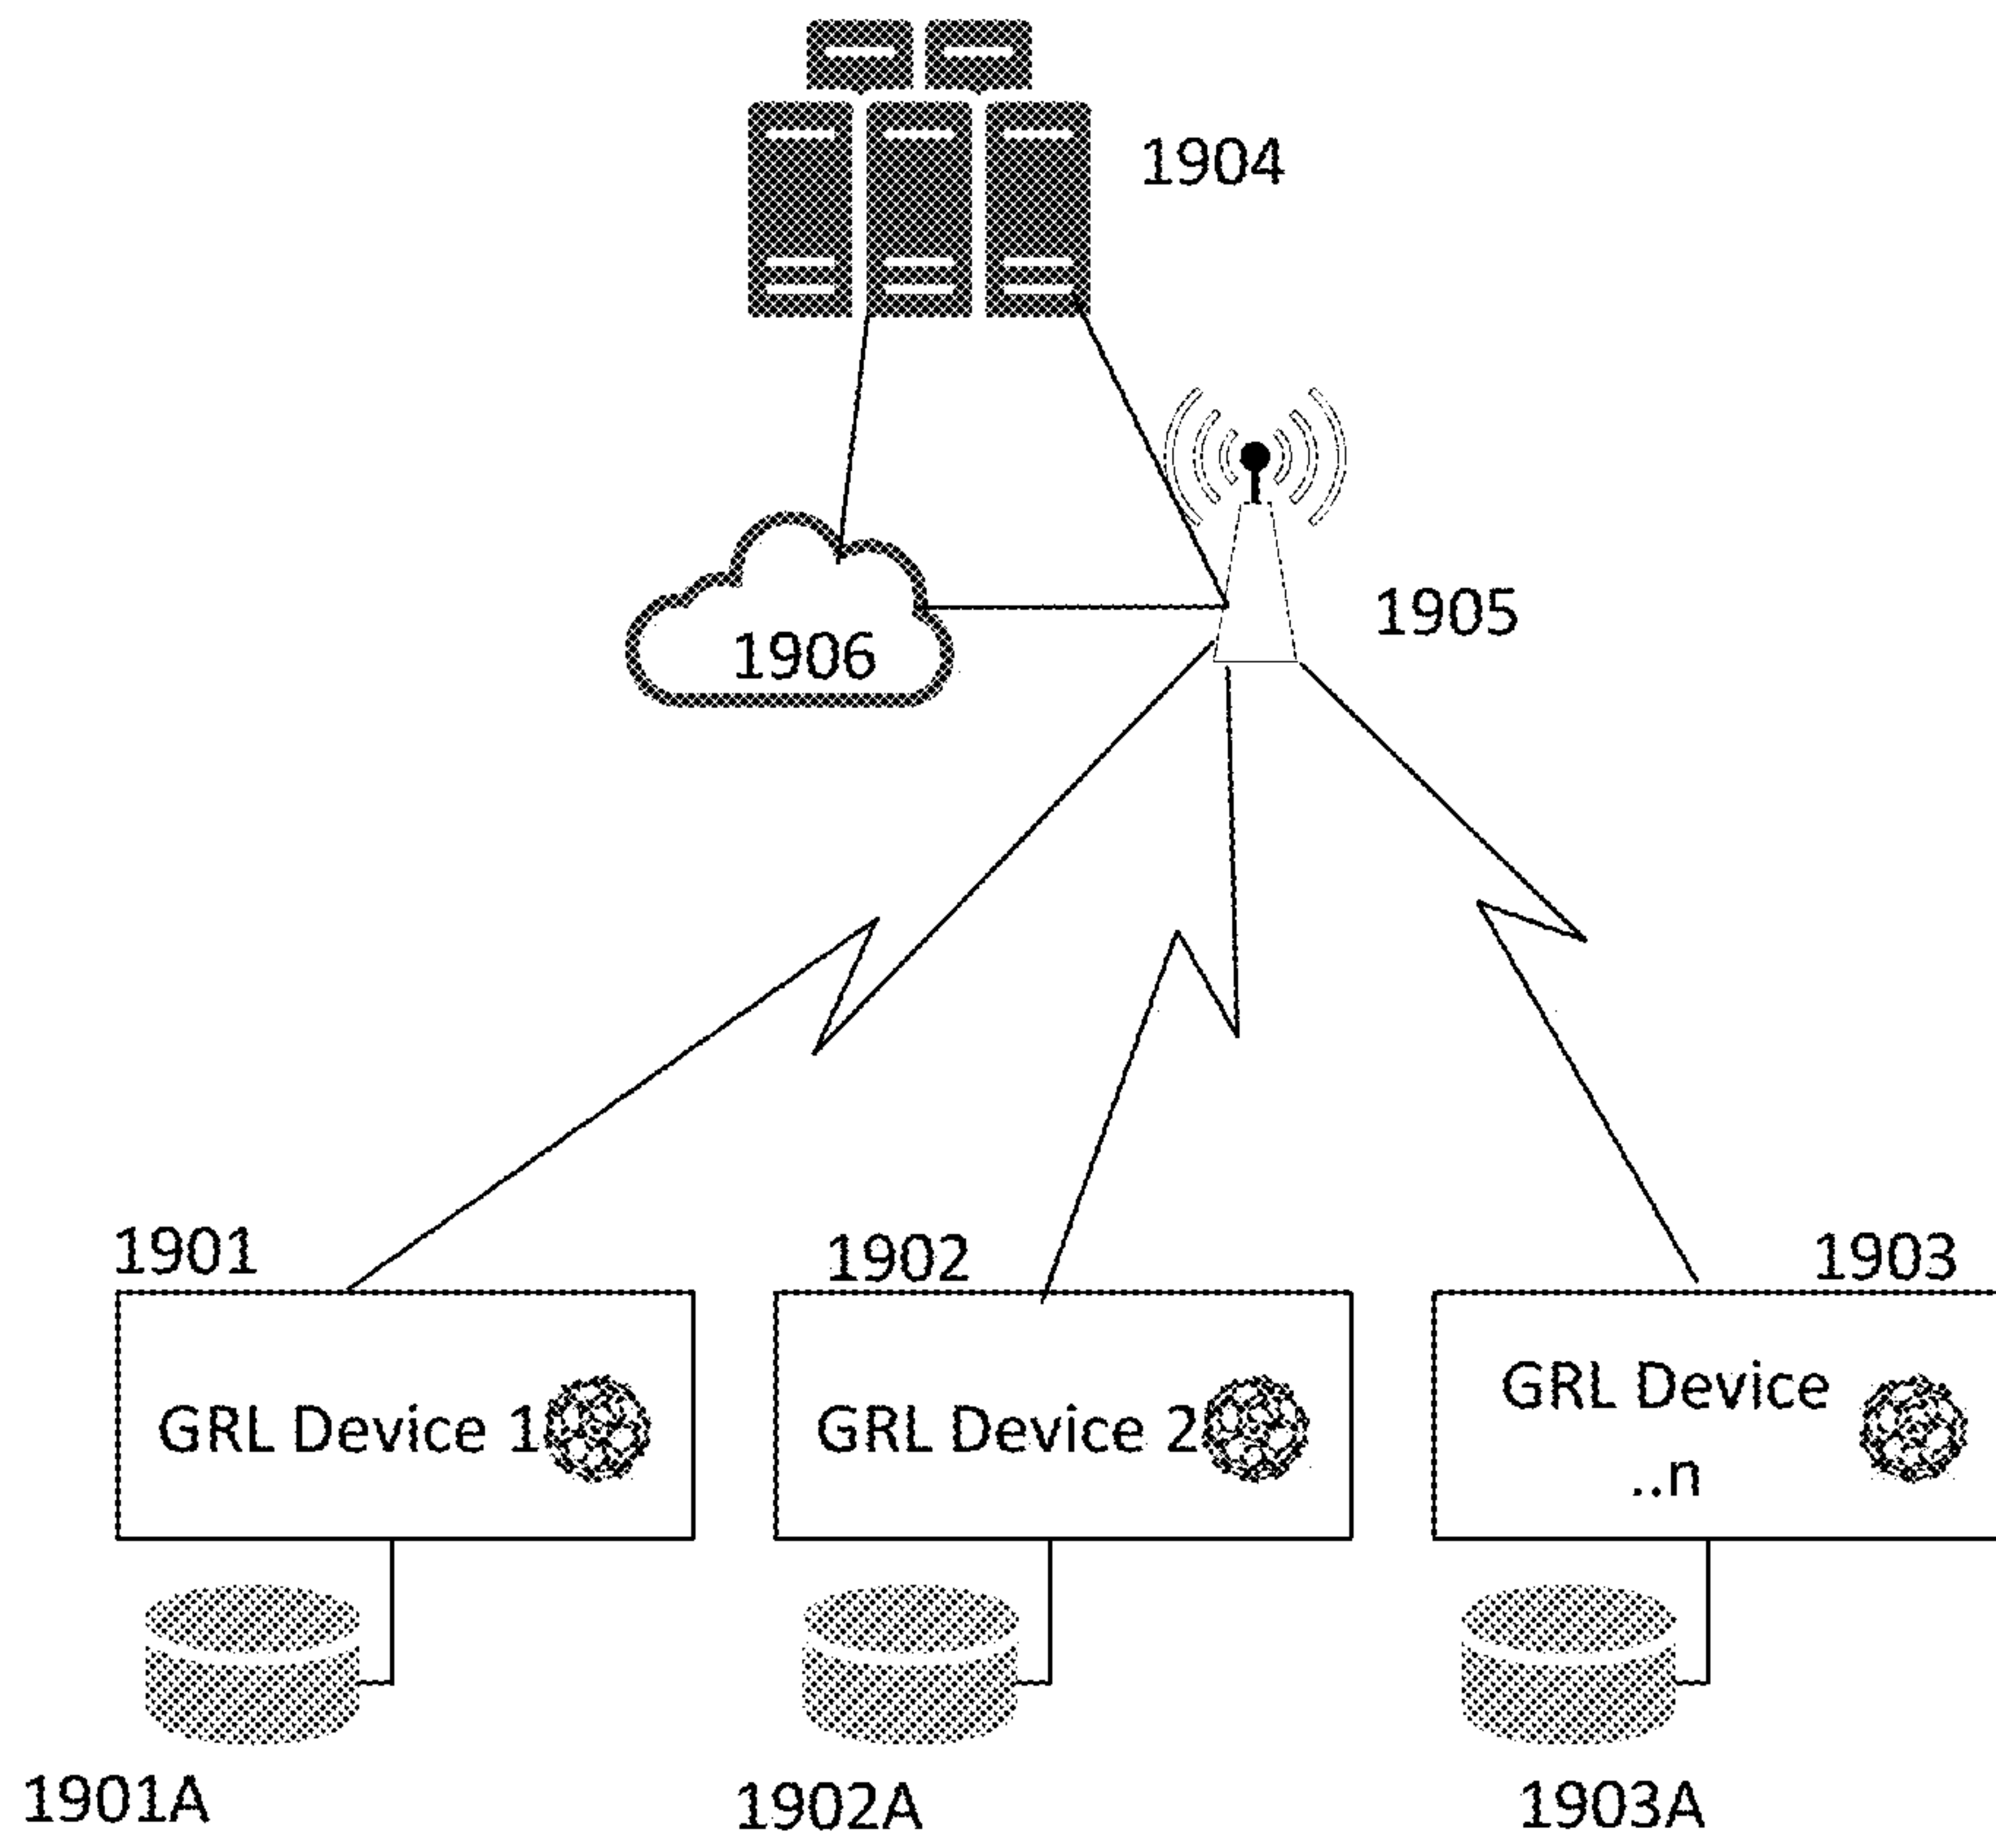 1904
1905
1906
1901
1902
1903
GRL Device 1
GRL Device 2
GRL Device
..n
1901A
1902A
1903A